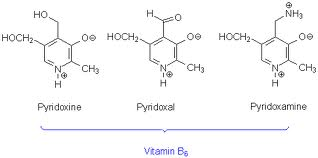 HO O NH3+
HOCH2 O− HOCH2 O− HOCH2 O−
N CH3 N CH3 N CH3
H+ H+ H+
Pyridoxine Pyridoxal Pyridoxamine
Vitamin B6